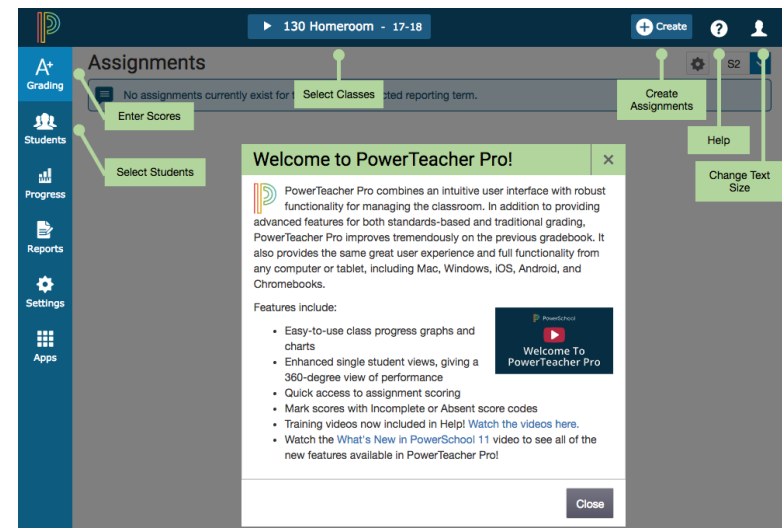 130 Homeroom - 17-18
Create
A+
Grading
Assignments
S2
No assignments currently exist for t
cted reporting term.
Select Classes
Create
Assignments
Enter Scores
Students
Help
Select Students
Change Text
Size
Progress
Reports
Settings
Apps
Welcome to PowerTeacher Pro!
PowerTeacher Pro combines an intuitive user interface with robust
functionality for managing the classroom. In addition to providing
advanced features for both standards-based and traditional grading,
PowerTeacher Pro improves tremendously on the previous gradebook. It
also provides the same great user experience and full functionality from
any computer or tablet, including Mac, Windows, iOS, Android, and
Chromebooks.
Features include:
• Easy-to-use class progress graphs and
charts
• Enhanced single student views, giving a
360-degree view of performance
• Quick access to assignment scoring
• Mark scores with Incomplete or Absent score codes
• Training videos now included in Help! Watch the videos here.
• Watch the What's New in PowerSchool 11 video to see all of the
new features available in PowerTeacher Pro!
PowerSchool
Welcome To
PowerTeacher Pro
Close